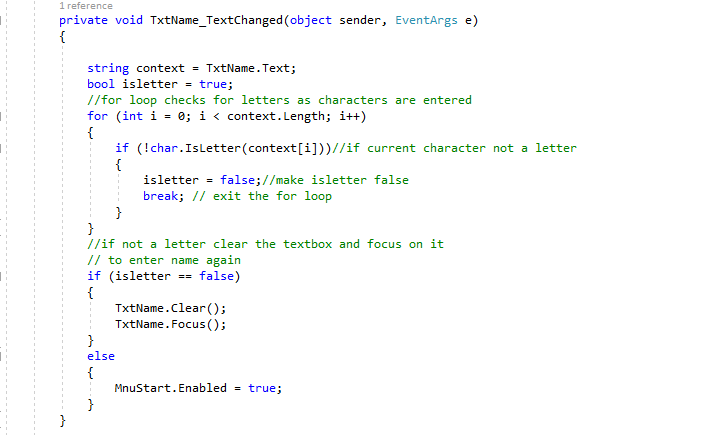 1 reference
private void TxtName_TextChanged(object sender, EventArgs e)
{
string context = TxtName.Text;
bool isletter = true;
//for loop checks for letters as characters are entered
for (int i = 0; i < context.Length; i++)
{
if (!char.IsLetter(context[i]))//if current character not a letter
{
isletter = false;//make isletter false
break; // exit the for loop
}
}
//if not a letter clear the textbox and focus on it
// to enter name again
if (isletter == false)
{
TxtName.Clear();
TxtName.Focus();
}
else
{
MnuStart.Enabled = true;
}
}